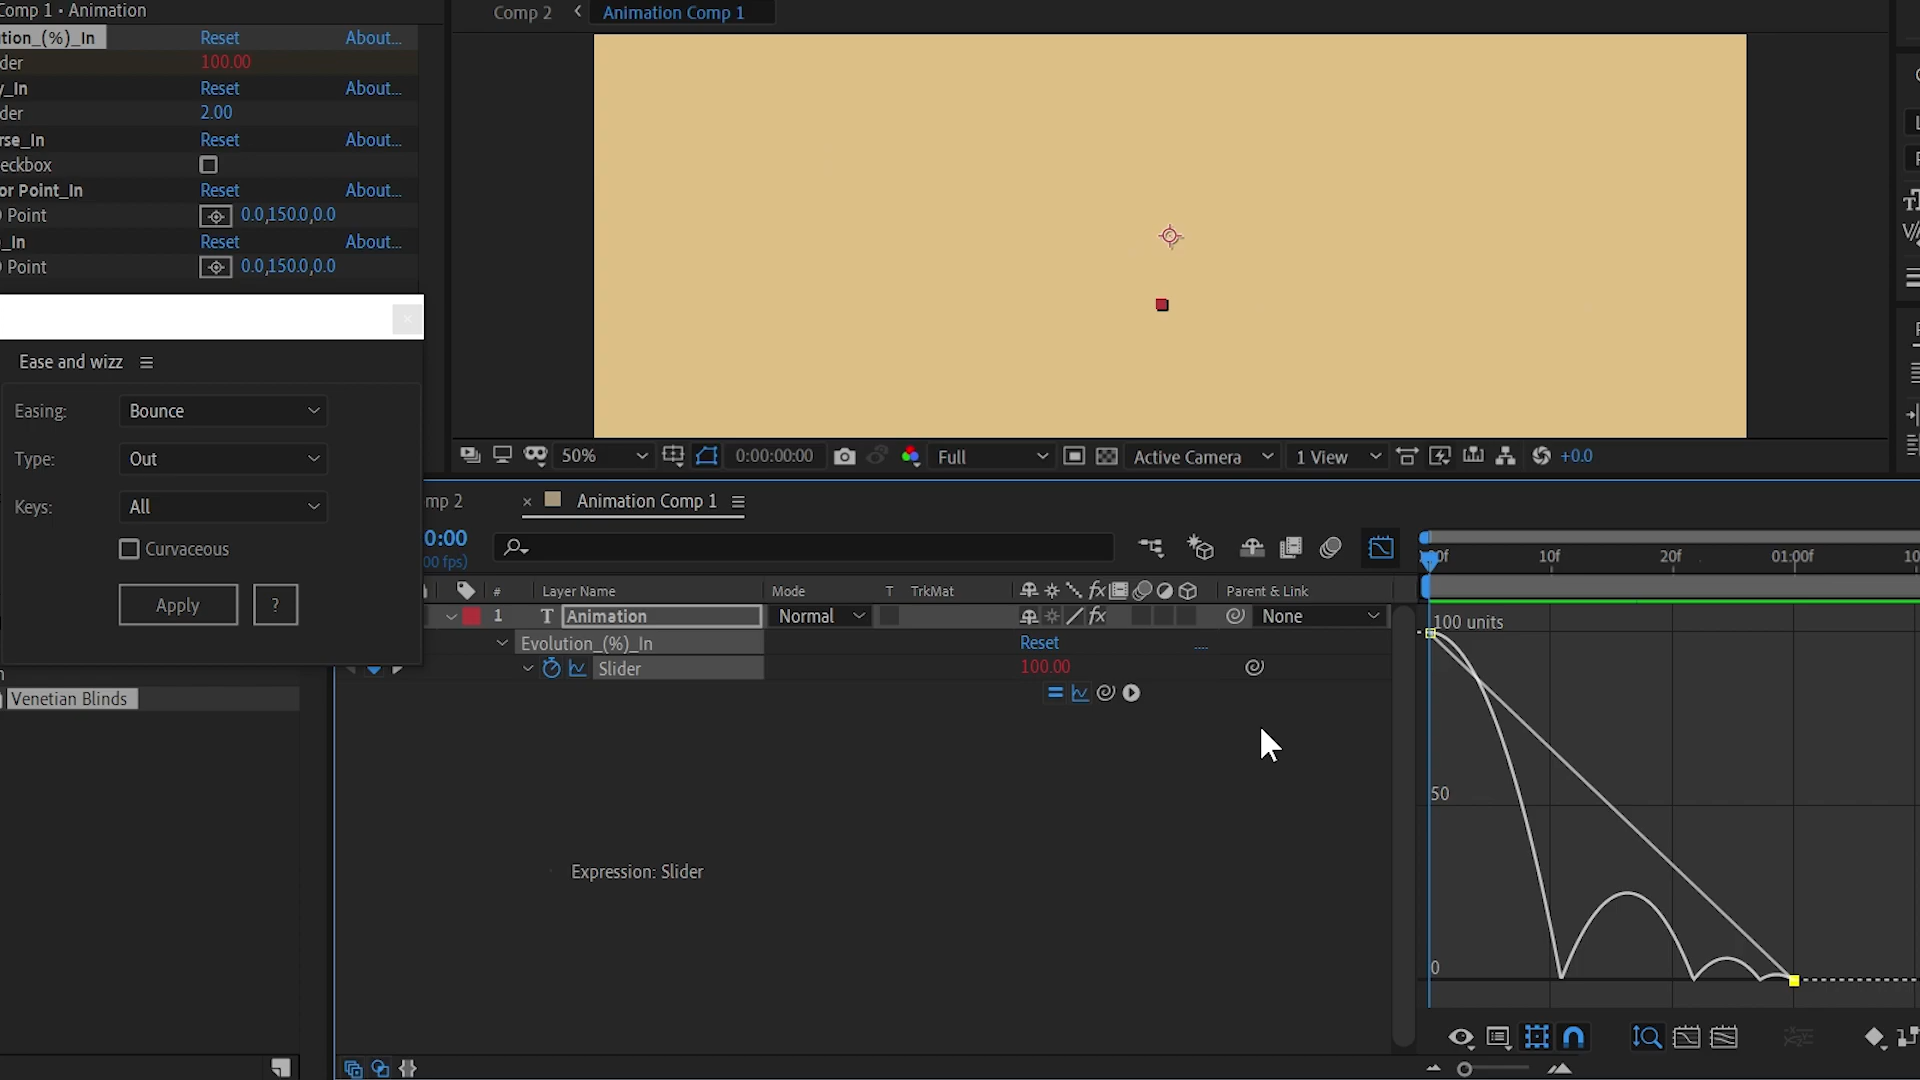 Comp 1 · Animation
tion_(%)_In Reset About...
der 100.00
y_In Reset About...
der 2.00
rse_In Reset About...
eckbox
or Point_In Reset About...
Point 0.0,150.0,0.0
_In Reset About...
Point 0.0,150.0,0.0
Ease and wizz
Easing: Bounce
Type: Out
Keys: All
Curvaceous
Apply ?
Venetian Blinds
Comp 2 Animation Comp 1
50% 0:00:00:00 Full Active Camera 1 View +0.0
mp 2 × Animation Comp 1
0:00
00 fps)
# Layer Name Mode T TrkMat Parent & Link
1 T Animation Normal None
Evolution_(%)_In Reset ....
Slider 100.00
Expression: Slider
00f 10f 20f 01:00f 10
100 units
50
0